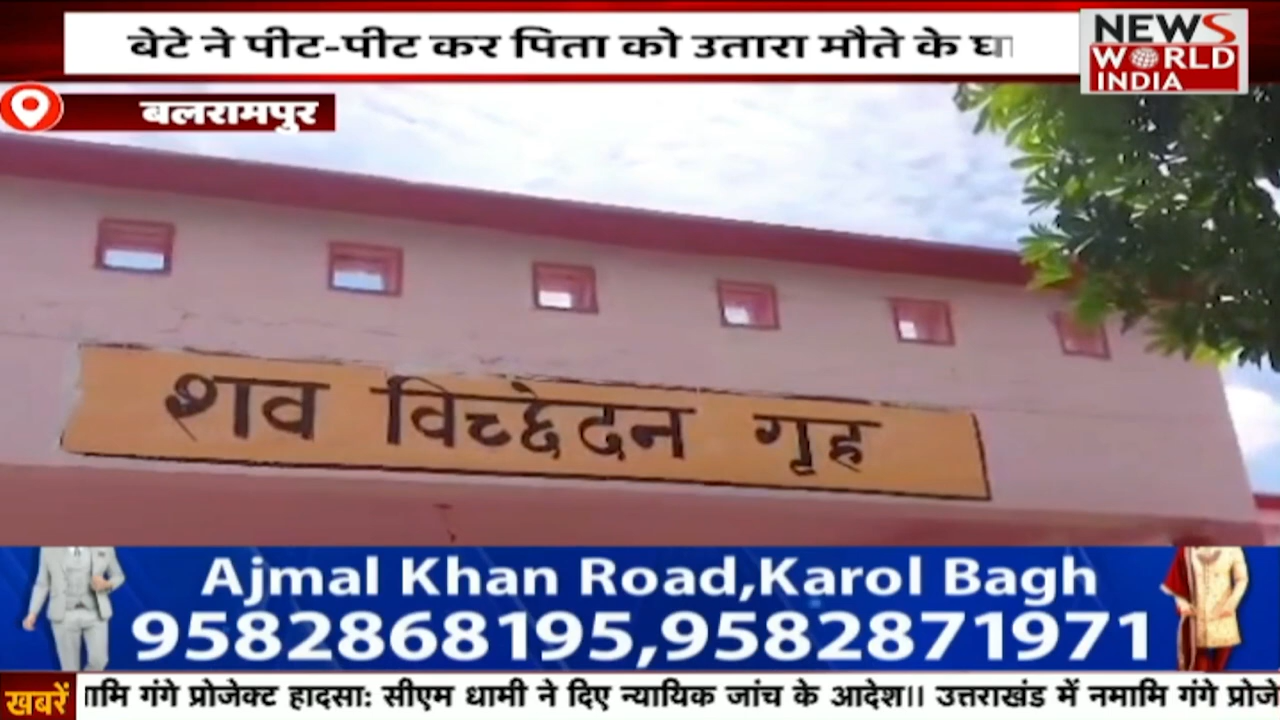 बेटे ने पीट-पीट कर पिता को उतारा मौते के
NEWS
WORLD
INDIA
बलरामपुर
शव विच्छेदन गृह
Ajmal Khan Road,Karol Bagh
9582868195,9582871971
खबरें
गंगे प्रोजेक्ट हादसा: सीएम धामी ने दिए न्यायिक जांच के आदेश।। उत्तराखंड में नमामि गंगे